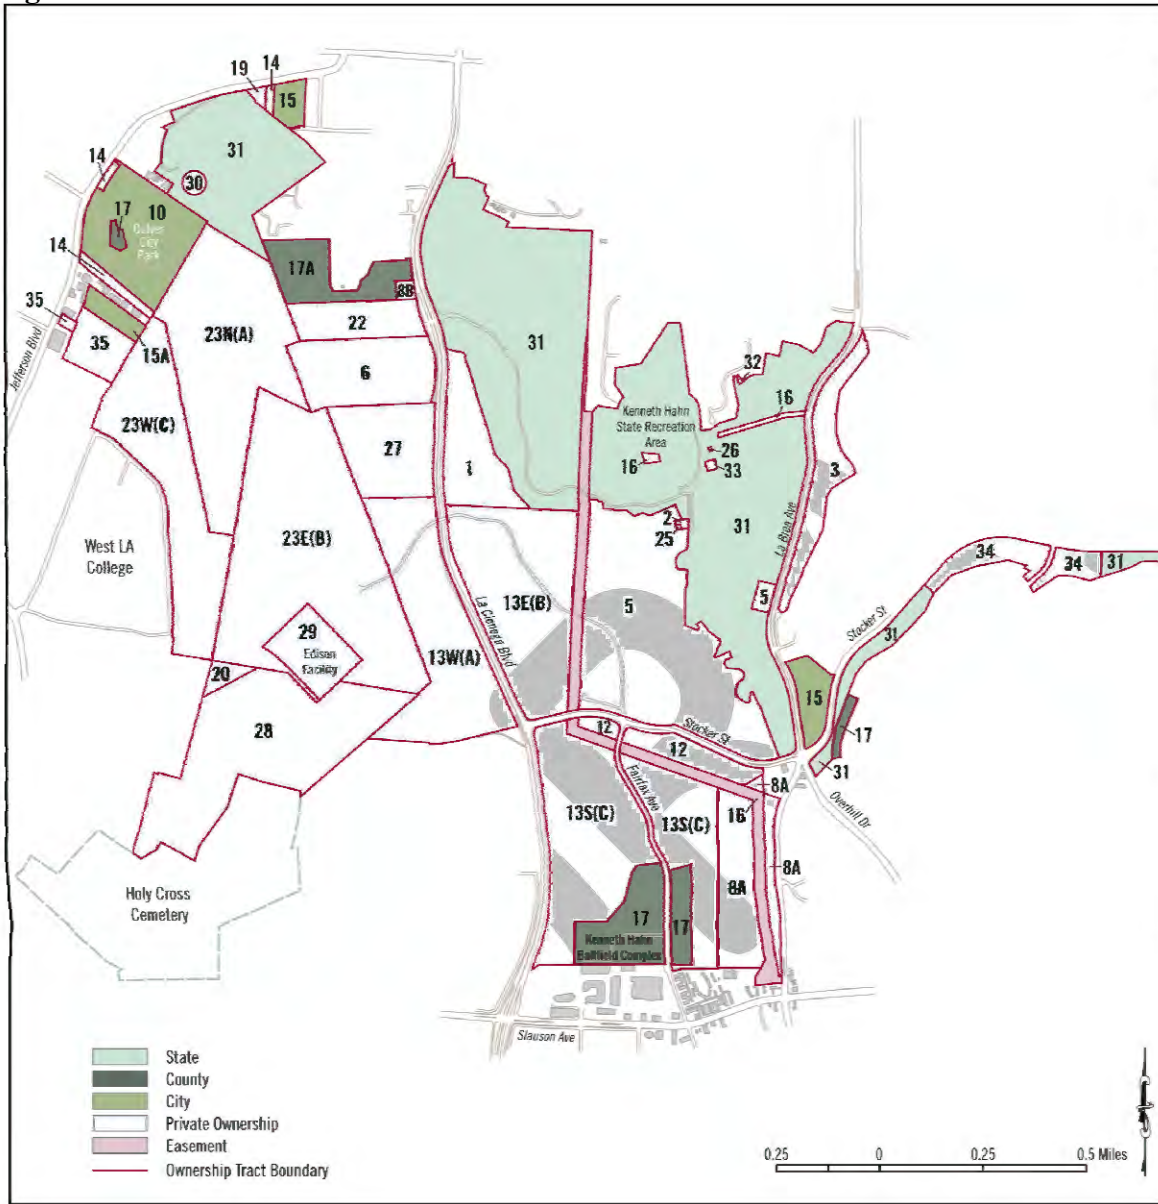 19
14
15
31
14
30
17
10
Culver
City
Park
14
17A
8B
35
22
23N(A)
35
15A
Jefferson Blvd
31
6
32
Kenneth Hahn
State Recreation
Area
16
23W(C)
27
1
16
26
33
3
31
La Brea Ave
2
25
West LA
College
23E(B)
34
34
31
13E(B)
5
5
La Cienega Blvd
Stocker St
31
29
Edison
Facility
13W(A)
20
15
28
12
Stocker St
12
17
31
8A
Fairfax Ave
16
13S(C)
13S(C)
Overhill Dr
8A
8A
Holy Cross
Cemetery
17
17
Kenneth Hahn
Ballfield Complex
Slauson Ave
State
County
City
Private Ownership
Easement
Ownership Tract Boundary
0.25
0
0.25
0.5 Miles